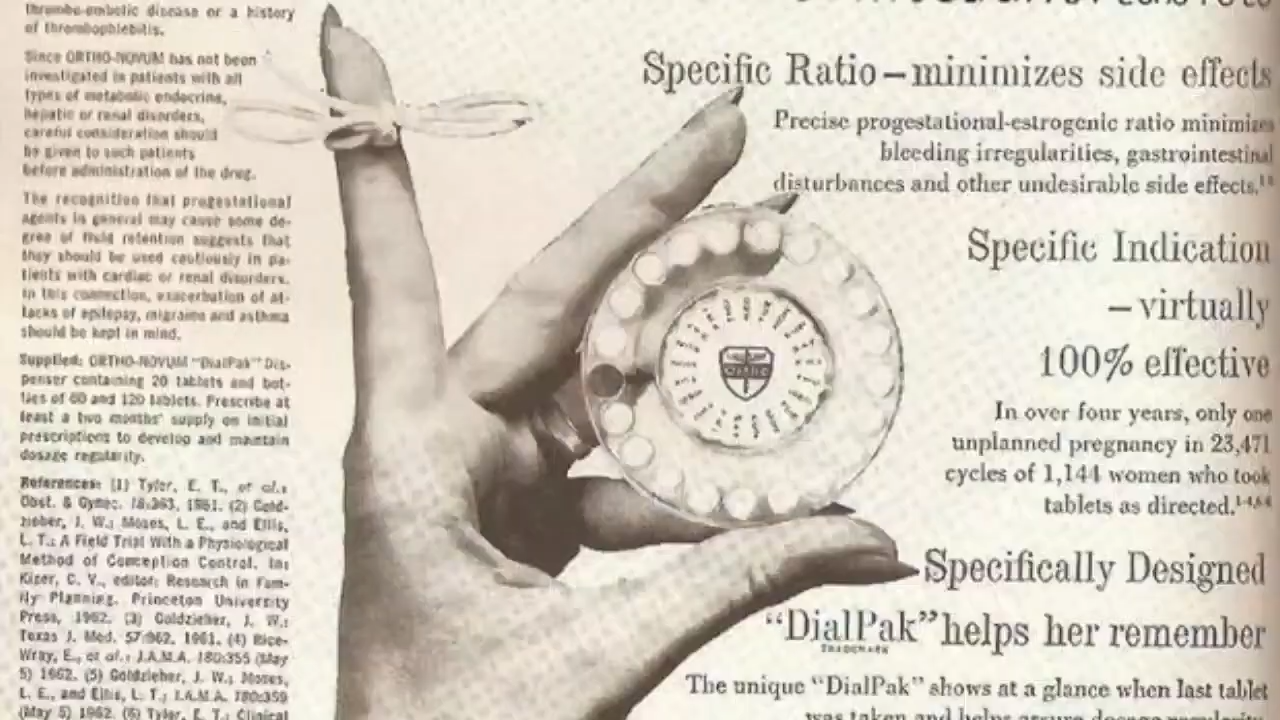 thrombo-embolic disease or a history
of thrombophlebitis.
Since ORTHO-NOVUM has not been
investigated in patients with all
types of metabolic endocrine,
hepatic or renal disorders,
careful consideration should
be given to such patients
before administration of the drug.
The recognition that progestational
agents in general may cause some de-
gree of fluid retention suggests that
they should be used cautiously in pa-
tients with cardiac or renal disorders.
In this connection, exacerbation of at-
tacks of epilepsy, migraine and asthma
should be kept in mind.
Supplied: ORTHO-NOVUM "DialPak" Dis-
penser containing 20 tablets and bot-
tles of 60 and 120 tablets. Prescribe at
least a two months' supply on initial
prescriptions to develop and maintain
dosage regularity.
References: (1) Tyler, E. T., et al.:
Obst. & Gynec. 18:363, 1961. (2) Gold-
zieher, J. W.; Moses, L. E., and Ellis,
L. T.: A Field Trial With a Physiological
Method of Conception Control, In:
Kiser, C. V., editor: Research in Fam-
ily Planning, Princeton University
Press, 1962. (3) Goldzieher, J. W.:
Texas J. Med. 57:962, 1961. (4) Rice-
Wray, E., et al.: J.A.M.A. 180:355 (May
5) 1962. (5) Goldzieher, J. W.; Moses,
L. E., and Ellis, L. T.: J.A.M.A. 180:359
(May 5) 1962. (6) Tyler, E. T.: Clinical
Specific Ratio–minimizes side effects
Precise progestational-estrogenic ratio minimizes
bleeding irregularities, gastrointestinal
disturbances and other undesirable side effects.
Specific Indication
–virtually
100% effective
In over four years, only one
unplanned pregnancy in 23,471
cycles of 1,144 women who took
tablets as directed.
Ortho
Specifically Designed
"DialPak" helps her remember
TRADEMARK
The unique "DialPak" shows at a glance when last tablet
was taken and helps assure dosage regularity.